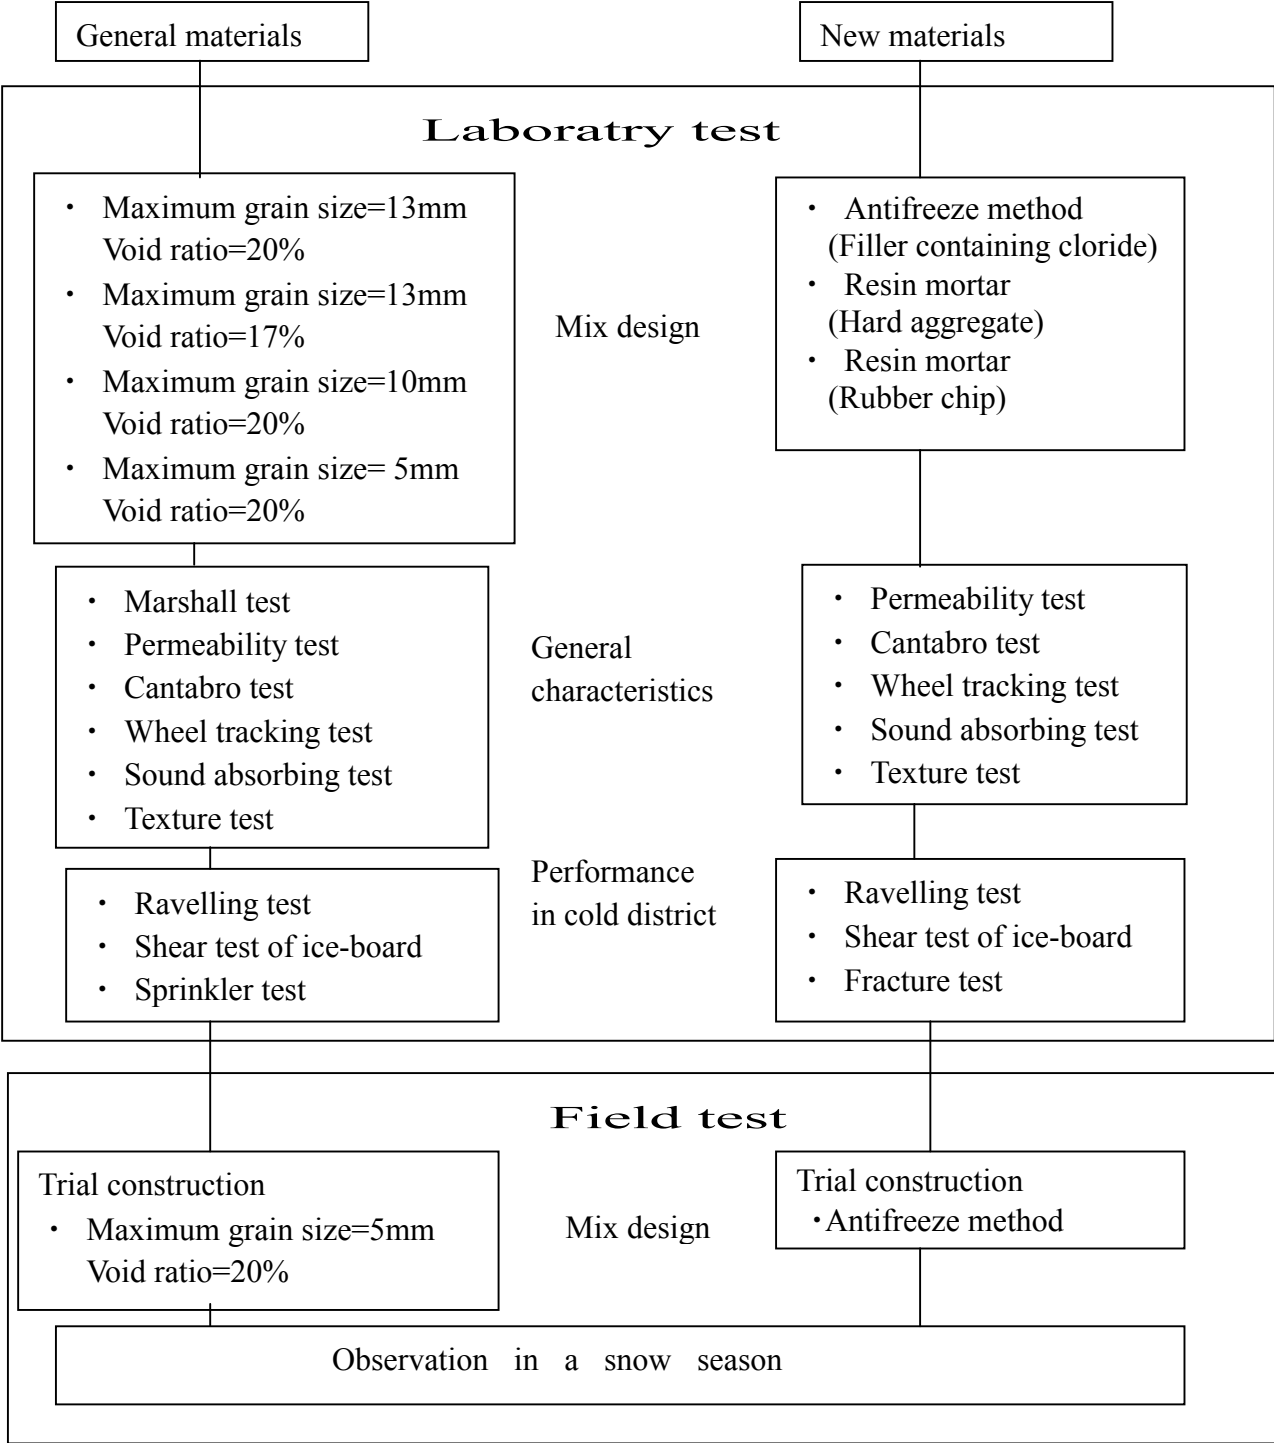 General materials
New materials
Laboratry test
・ Maximum grain size=13mm
Void ratio=20%
・ Maximum grain size=13mm
Void ratio=17%
・ Maximum grain size=10mm
Void ratio=20%
・ Maximum grain size= 5mm
Void ratio=20%
Mix design
・ Antifreeze method
(Filler containing cloride)
・ Resin mortar
(Hard aggregate)
・ Resin mortar
(Rubber chip)
・ Marshall test
・ Permeability test
・ Cantabro test
・ Wheel tracking test
・ Sound absorbing test
・ Texture test
General
characteristics
・ Permeability test
・ Cantabro test
・ Wheel tracking test
・ Sound absorbing test
・ Texture test
・ Ravelling test
・ Shear test of ice-board
・ Sprinkler test
Performance
in cold district
・ Ravelling test
・ Shear test of ice-board
・ Fracture test
Field test
Trial construction
・ Maximum grain size=5mm
Void ratio=20%
Mix design
Trial construction
・Antifreeze method
Observation in a snow season